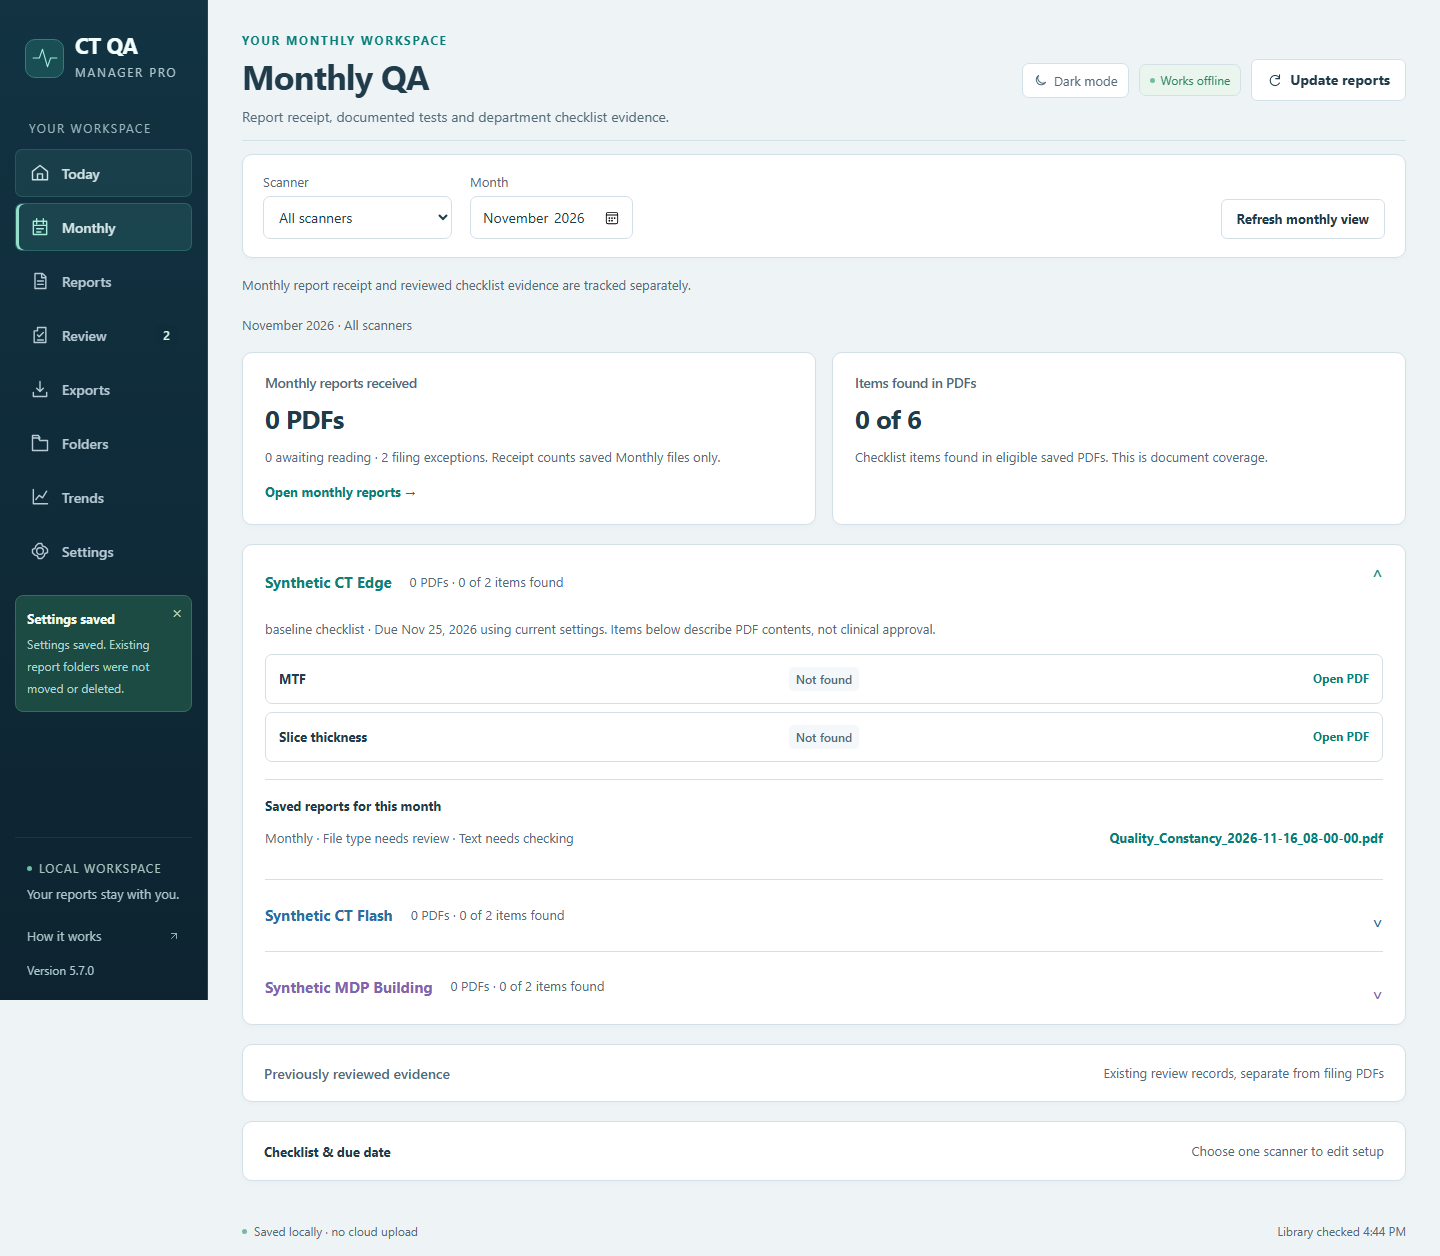 CT QA
MANAGER PRO
YOUR WORKSPACE
Today
Monthly
Reports
Review 2
Exports
Folders
Trends
Settings
Settings saved ×
Settings saved. Existing
report folders were not
moved or deleted.
LOCAL WORKSPACE
Your reports stay with you.
How it works
Version 5.7.0
YOUR MONTHLY WORKSPACE
Monthly QA
Report receipt, documented tests and department checklist evidence.
Dark mode
Works offline
Update reports
Scanner
All scanners
Month
November 2026
Refresh monthly view
Monthly report receipt and reviewed checklist evidence are tracked separately.
November 2026 · All scanners
Monthly reports received
0 PDFs
0 awaiting reading · 2 filing exceptions. Receipt counts saved Monthly files only.
Open monthly reports →
Items found in PDFs
0 of 6
Checklist items found in eligible saved PDFs. This is document coverage.
Synthetic CT Edge 0 PDFs · 0 of 2 items found
baseline checklist · Due Nov 25, 2026 using current settings. Items below describe PDF contents, not clinical approval.
MTF Not found Open PDF
Slice thickness Not found Open PDF
Saved reports for this month
Monthly · File type needs review · Text needs checking Quality_Constancy_2026-11-16_08-00-00.pdf
Synthetic CT Flash 0 PDFs · 0 of 2 items found
Synthetic MDP Building 0 PDFs · 0 of 2 items found
Previously reviewed evidence Existing review records, separate from filing PDFs
Checklist & due date Choose one scanner to edit setup
Saved locally · no cloud upload Library checked 4:44 PM